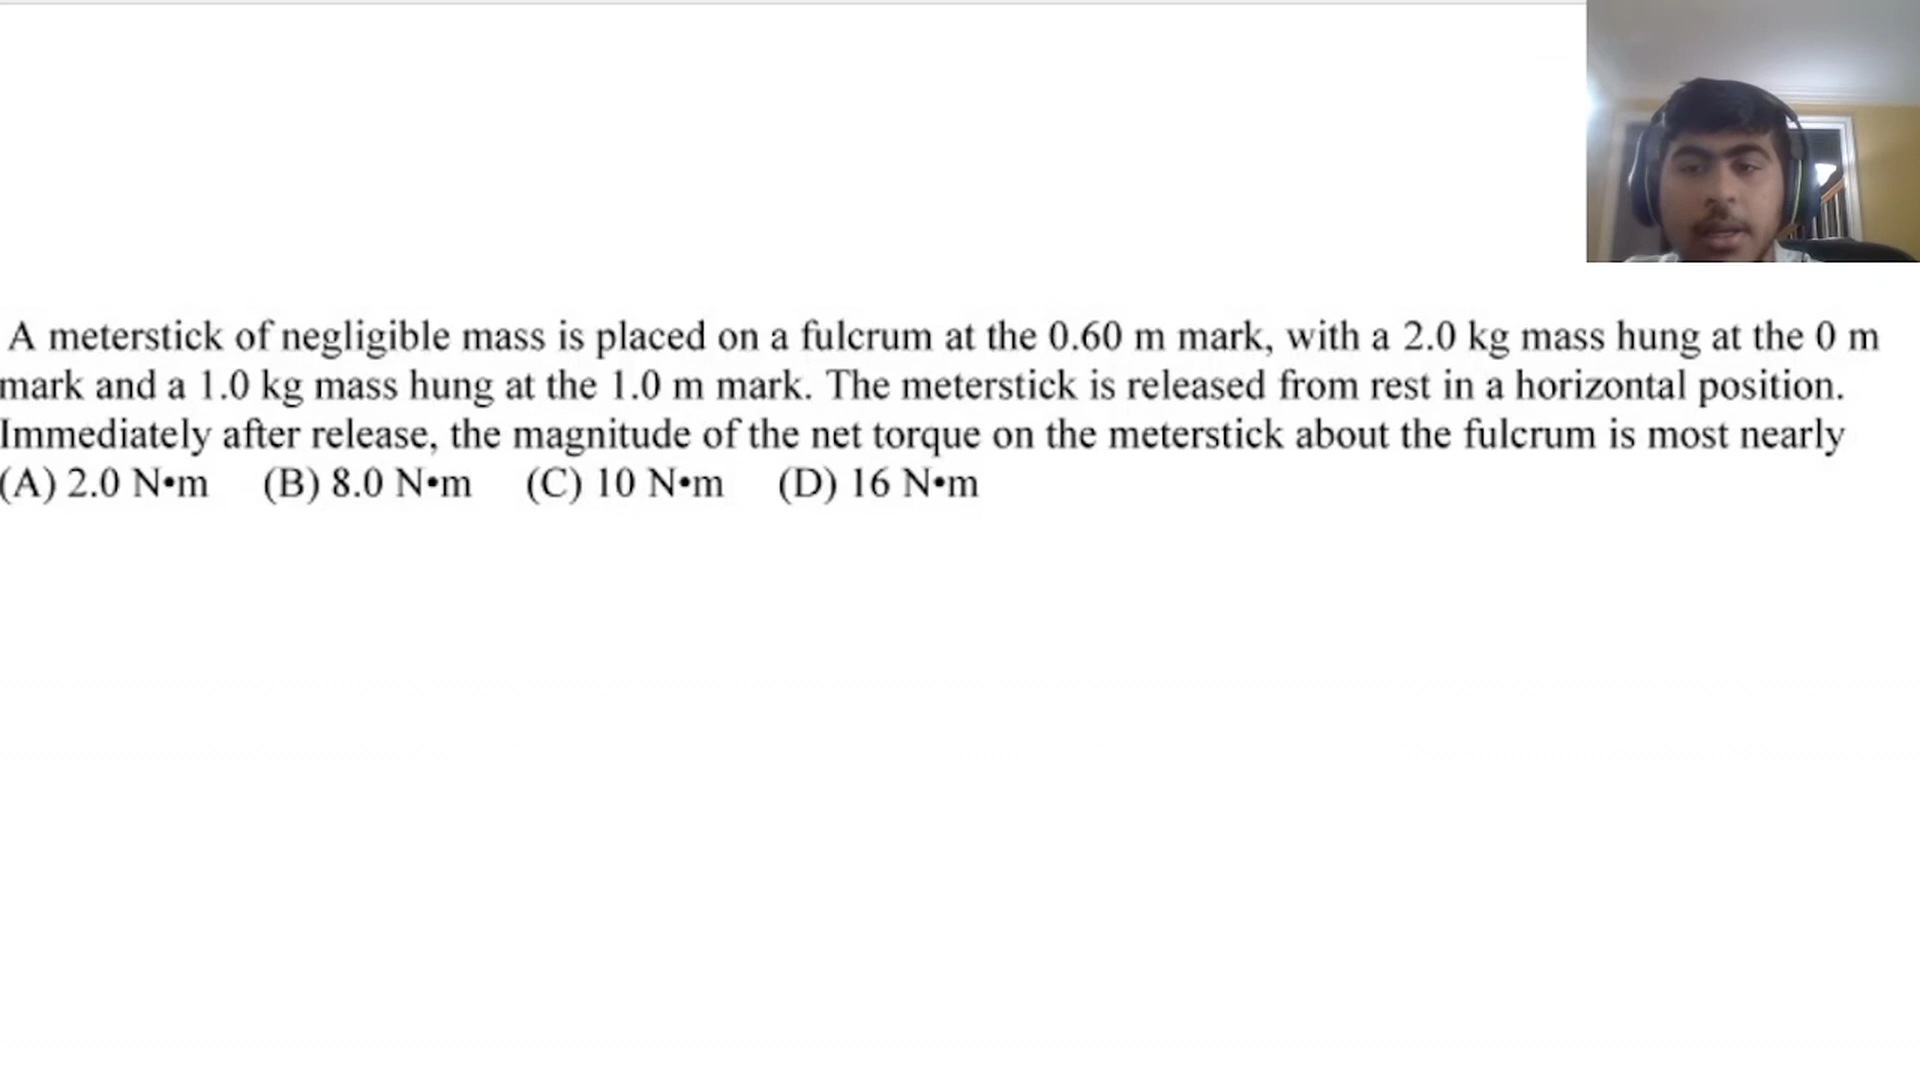 A meterstick of negligible mass is placed on a fulcrum at the 0.60 m mark, with a 2.0 kg mass hung at the 0 m
mark and a 1.0 kg mass hung at the 1.0 m mark. The meterstick is released from rest in a horizontal position.
Immediately after release, the magnitude of the net torque on the meterstick about the fulcrum is most nearly
(A) 2.0 N•m (B) 8.0 N•m (C) 10 N•m (D) 16 N•m